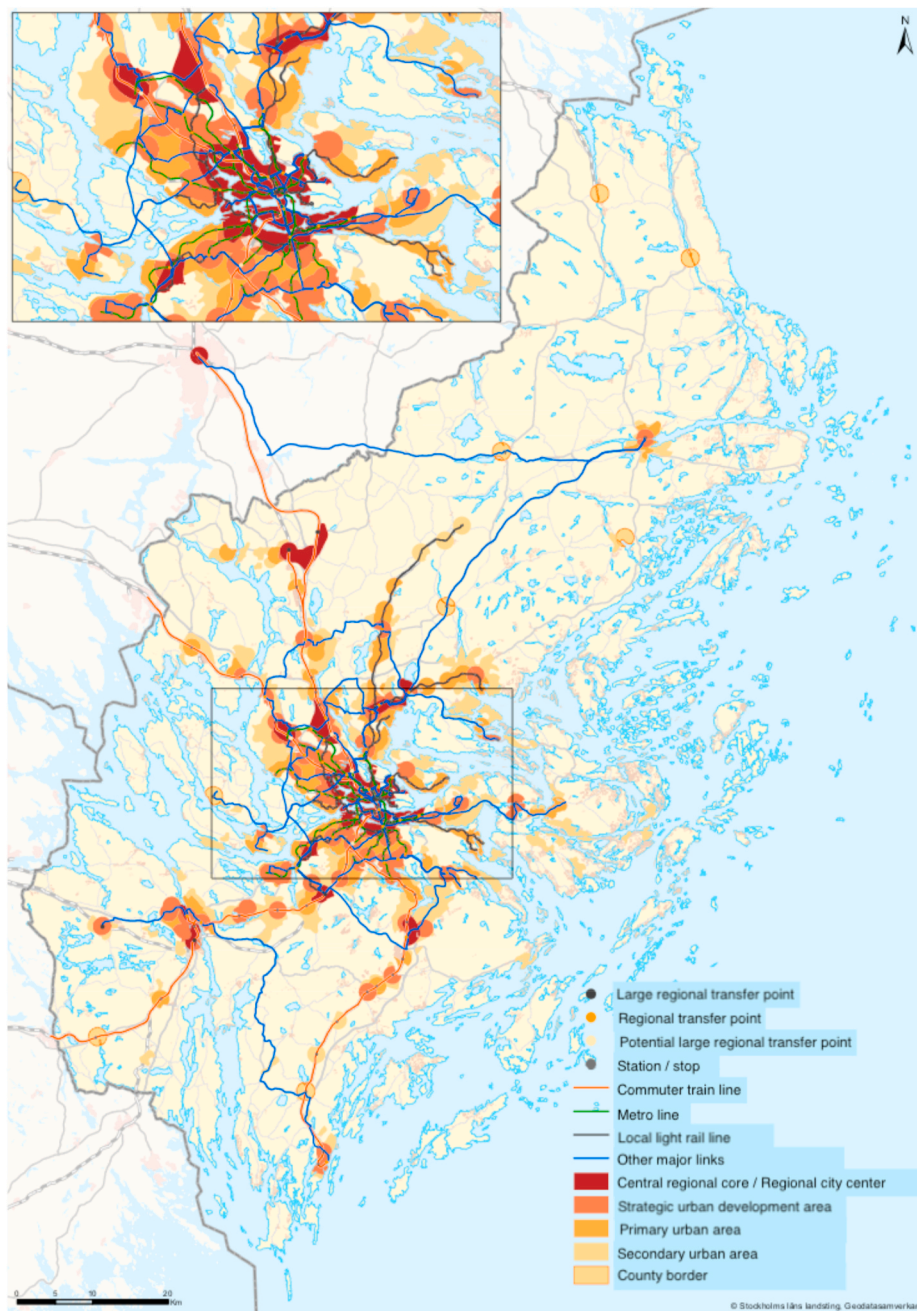 N
Large regional transfer point
Regional transfer point
Potential large regional transfer point
Station / stop
Commuter train line
Metro line
Local light rail line
Other major links
Central regional core / Regional city center
Strategic urban development area
Primary urban area
Secondary urban area
County border
0 5 10 20
Km
© Stockholms läns landsting, Geodatasamverkan